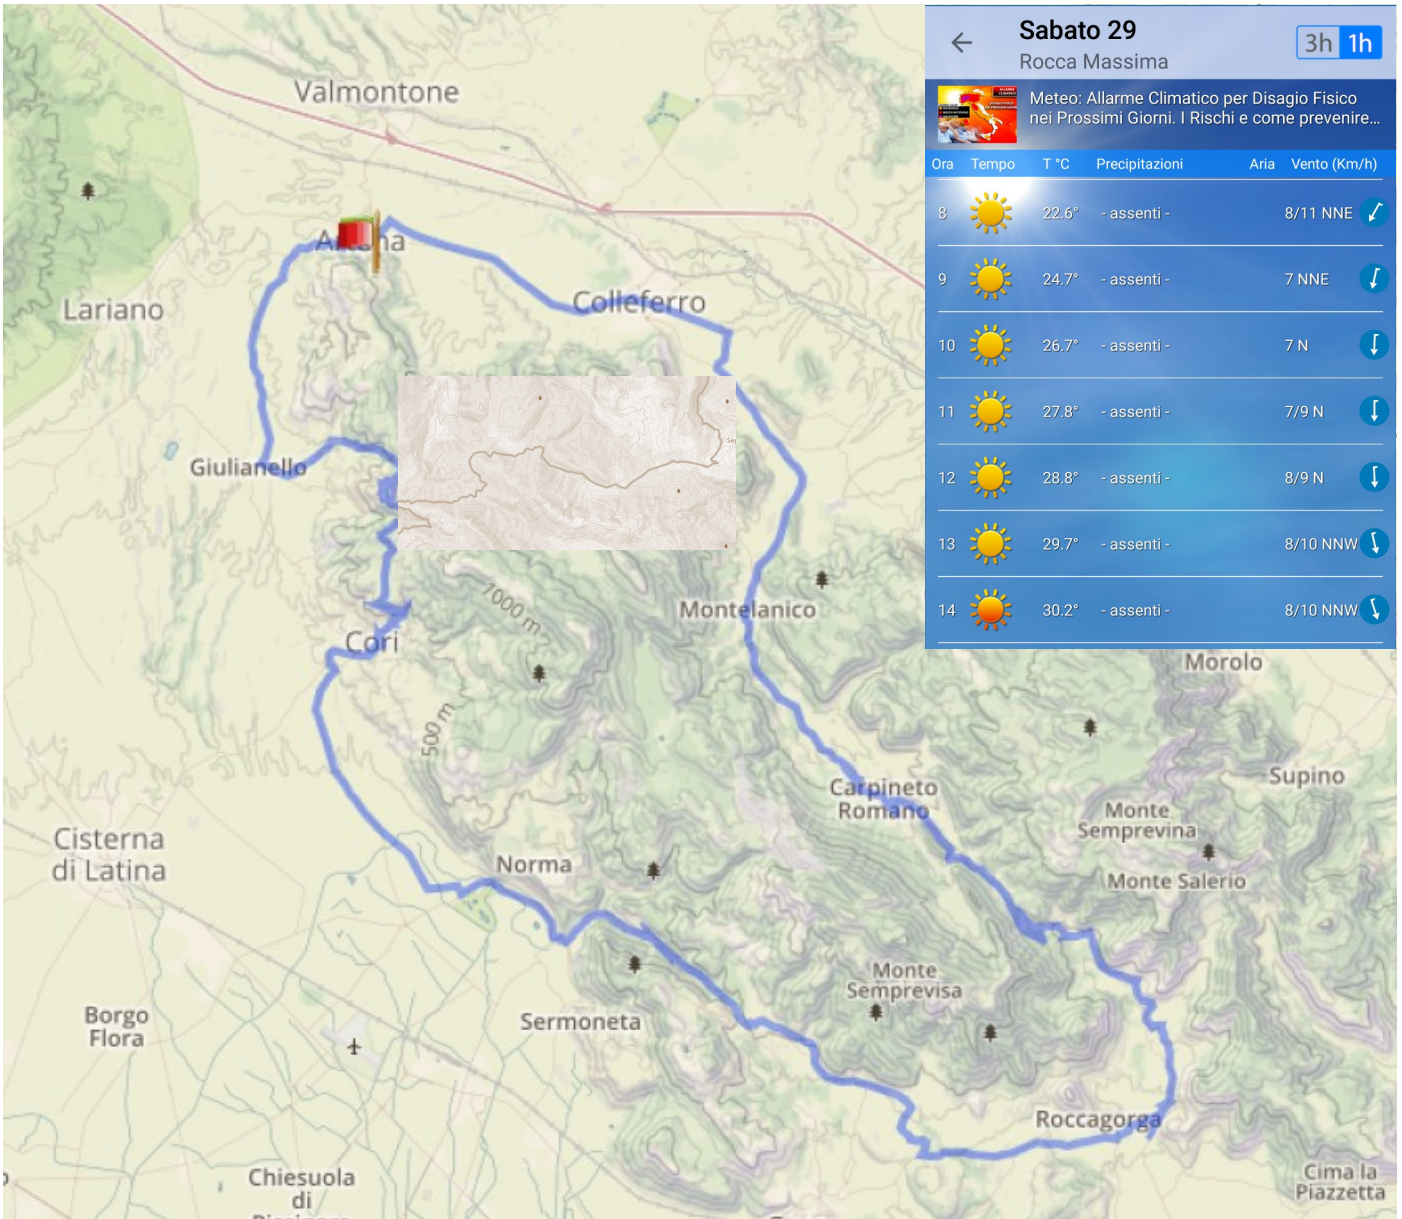 Valmontone
Lariano
Colleferro
Giulianello
Montelanico
1000 m
Cori
500 m
Carpineto
Romano
Morolo
Supino
Monte
Semprevina
Monte Salerio
Cisterna
di Latina
Norma
Monte
Semprevisa
Borgo
Flora
Sermoneta
Roccagorga
Cima la
Piazzetta
Chiesuola
di
Sabato 29
Rocca Massima
3h 1h
Meteo: Allarme Climatico per Disagio Fisico
nei Prossimi Giorni. I Rischi e come prevenire...
Ora Tempo T °C Precipitazioni Aria Vento (Km/h)
8 22.6° - assenti - 8/11 NNE
9 24.7° - assenti - 7 NNE
10 26.7° - assenti - 7 N
11 27.8° - assenti - 7/9 N
12 28.8° - assenti - 8/9 N
13 29.7° - assenti - 8/10 NNW
14 30.2° - assenti - 8/10 NNW